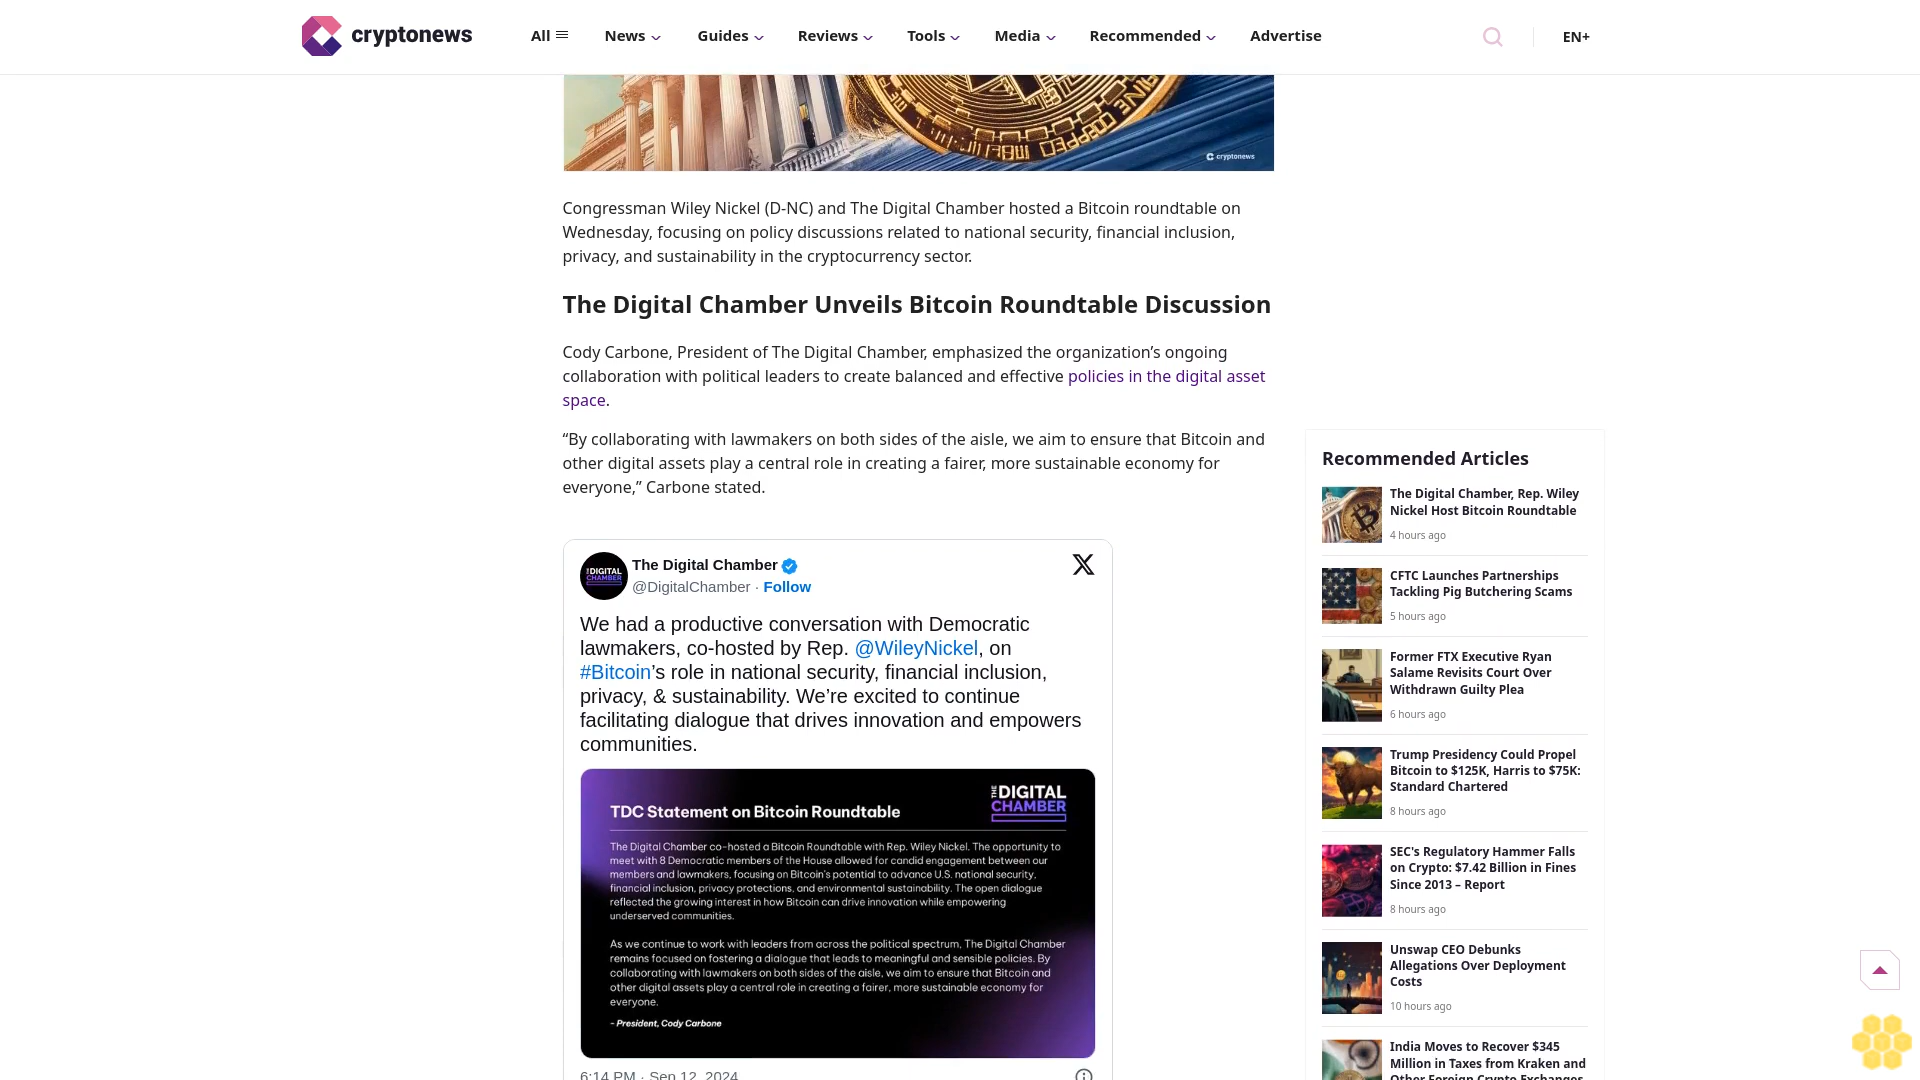 cryptonews
All
News
Guides
Reviews
Tools
Media
Recommended
Advertise
EN+
cryptonews
Congressman Wiley Nickel (D-NC) and The Digital Chamber hosted a Bitcoin roundtable on
Wednesday, focusing on policy discussions related to national security, financial inclusion,
privacy, and sustainability in the cryptocurrency sector.
The Digital Chamber Unveils Bitcoin Roundtable Discussion
Cody Carbone, President of The Digital Chamber, emphasized the organization’s ongoing
collaboration with political leaders to create balanced and effective policies in the digital asset
space.
“By collaborating with lawmakers on both sides of the aisle, we aim to ensure that Bitcoin and
other digital assets play a central role in creating a fairer, more sustainable economy for
everyone,” Carbone stated.
THE DIGITAL
CHAMBER
The Digital Chamber
@DigitalChamber · Follow
We had a productive conversation with Democratic
lawmakers, co-hosted by Rep. @WileyNickel, on
#Bitcoin’s role in national security, financial inclusion,
privacy, & sustainability. We’re excited to continue
facilitating dialogue that drives innovation and empowers
communities.
THE DIGITAL
CHAMBER
TDC Statement on Bitcoin Roundtable
The Digital Chamber co-hosted a Bitcoin Roundtable with Rep. Wiley Nickel. The opportunity to
meet with 8 Democratic members of the House allowed for candid engagement between our
members and lawmakers, focusing on Bitcoin's potential to advance U.S. national security,
financial inclusion, privacy protections, and environmental sustainability. The open dialogue
reflected the growing interest in how Bitcoin can drive innovation while empowering
underserved communities.
As we continue to work with leaders from across the political spectrum, The Digital Chamber
remains focused on fostering a dialogue that leads to meaningful and sensible policies. By
collaborating with lawmakers on both sides of the aisle, we aim to ensure that Bitcoin and
other digital assets play a central role in creating a fairer, more sustainable economy for
everyone.
- President, Cody Carbone
6:14 PM · Sep 12, 2024
Recommended Articles
The Digital Chamber, Rep. Wiley
Nickel Host Bitcoin Roundtable
4 hours ago
CFTC Launches Partnerships
Tackling Pig Butchering Scams
5 hours ago
Former FTX Executive Ryan
Salame Revisits Court Over
Withdrawn Guilty Plea
6 hours ago
Trump Presidency Could Propel
Bitcoin to $125K, Harris to $75K:
Standard Chartered
8 hours ago
SEC's Regulatory Hammer Falls
on Crypto: $7.42 Billion in Fines
Since 2013 – Report
8 hours ago
Unswap CEO Debunks
Allegations Over Deployment
Costs
10 hours ago
India Moves to Recover $345
Million in Taxes from Kraken and
Other Foreign Crypto Exchanges